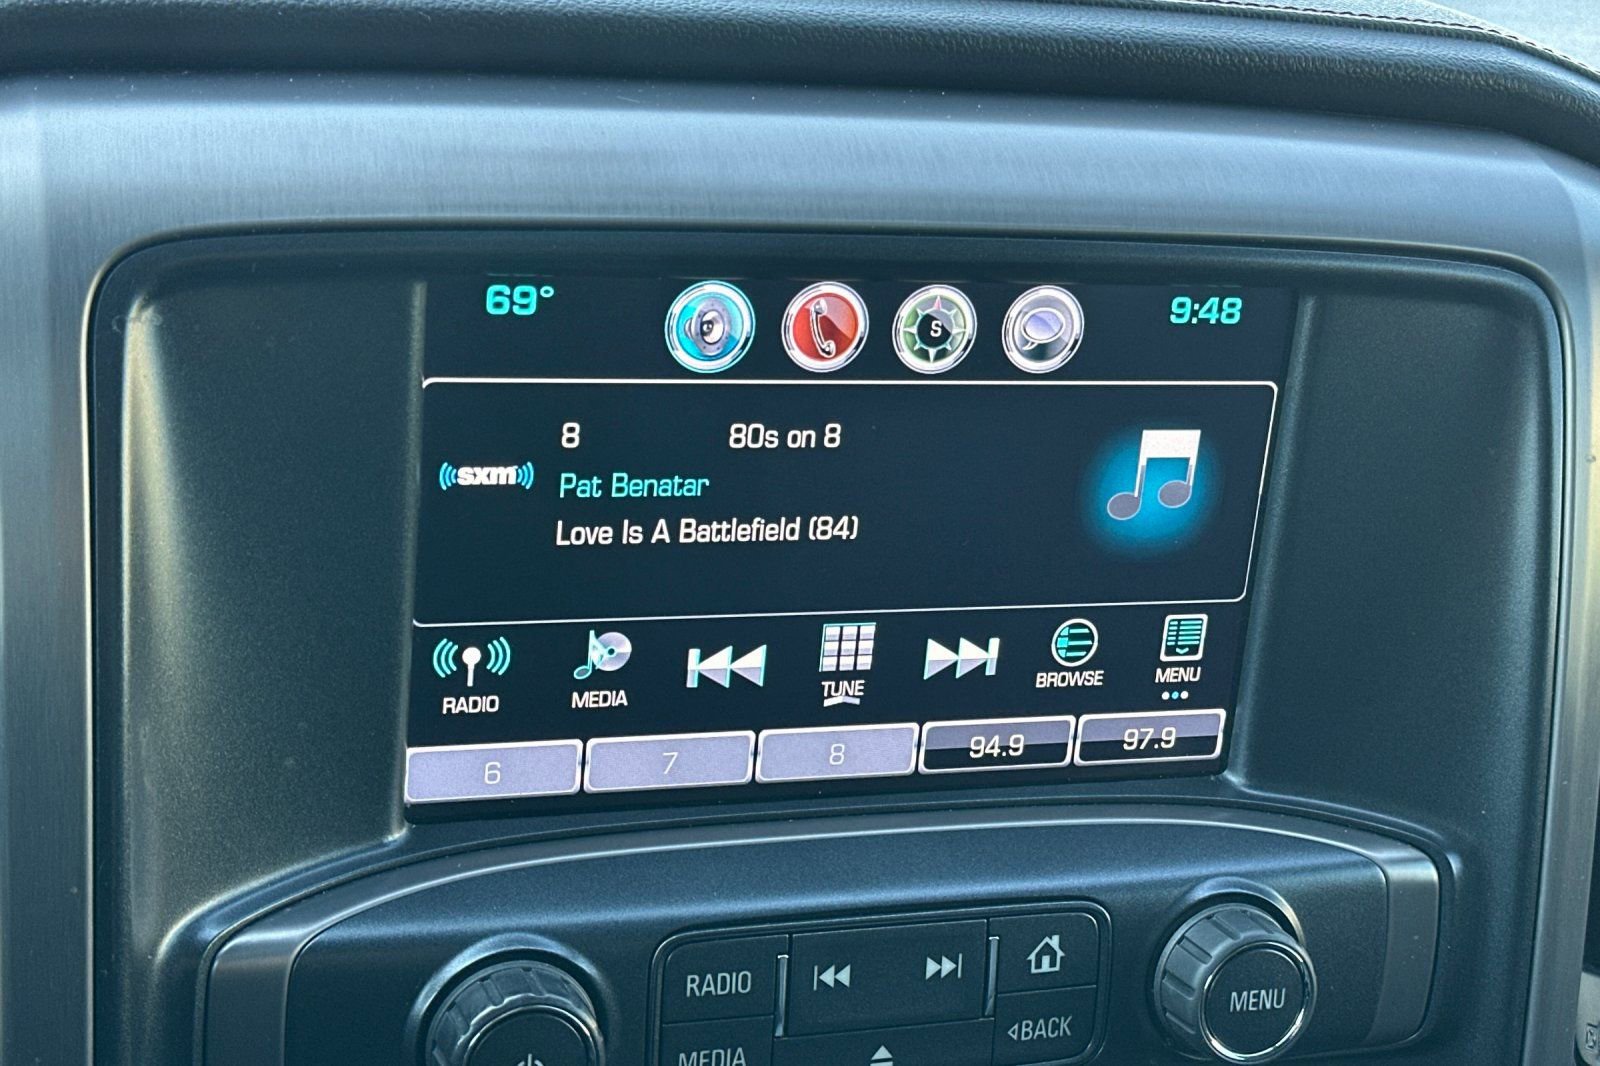 69° S 9:48
8 80s on 8
sxm Pat Benatar
Love Is A Battlefield (84)
RADIO MEDIA TUNE BROWSE MENU
6 7 8 94.9 97.9
RADIO
MENU
BACK
MEDIA